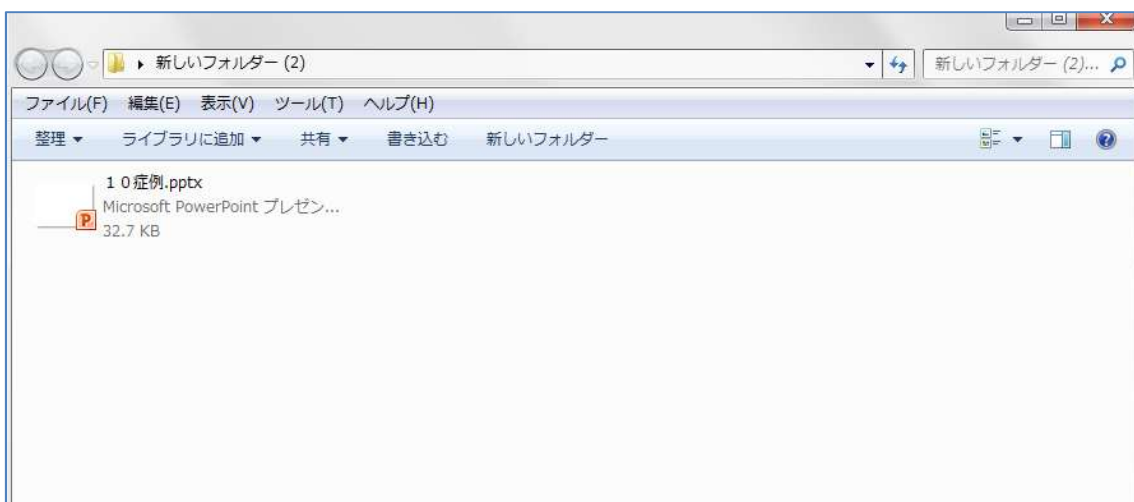 新しいフォルダー (2)
新しいフォルダー (2)...
ファイル(F) 編集(E) 表示(V) ツール(T) ヘルプ(H)
整理 ライブラリに追加 共有 書き込む 新しいフォルダー
１０症例.pptx
Microsoft PowerPoint プレゼン...
32.7 KB